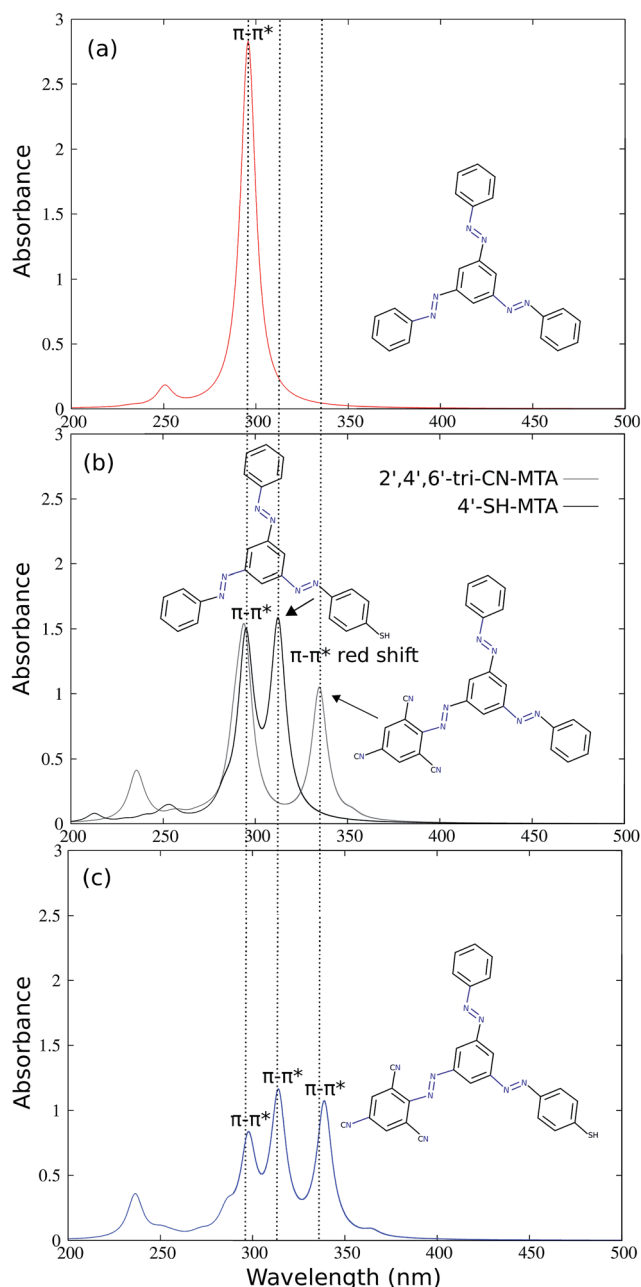 (a)
π-π*
3
2.5
2
1.5
1
0.5
0
Absorbance
N
N
N
N
N
N
200 250 300 350 400 450 500
(b)
2',4',6'-tri-CN-MTA
4'-SH-MTA
3
2.5
2
1.5
1
0.5
0
Absorbance
N
N
N
N
N
N
SH
π-π*
π-π* red shift
N
N
N
N
N
N
CN
CN
CN
200 250 300 350 400 450 500
(c)
3
2.5
2
1.5
1
0.5
0
Absorbance
π-π*
π-π*
π-π*
N
N
N
N
N
N
CN
CN
CN
SH
200 250 300 350 400 450 500
Wavelength (nm)